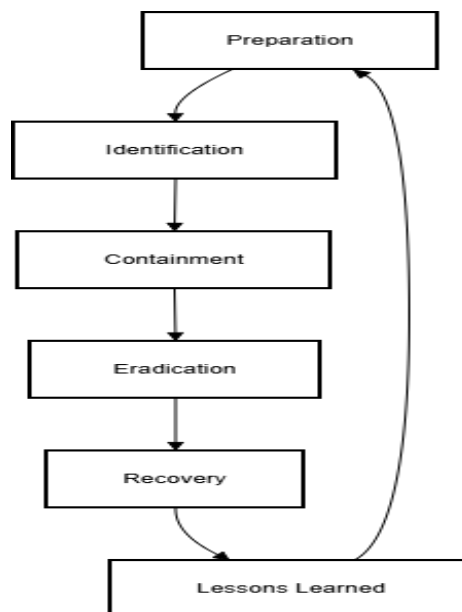 Preparation
Identification
Containment
Eradication
Recovery
Lessons Learned